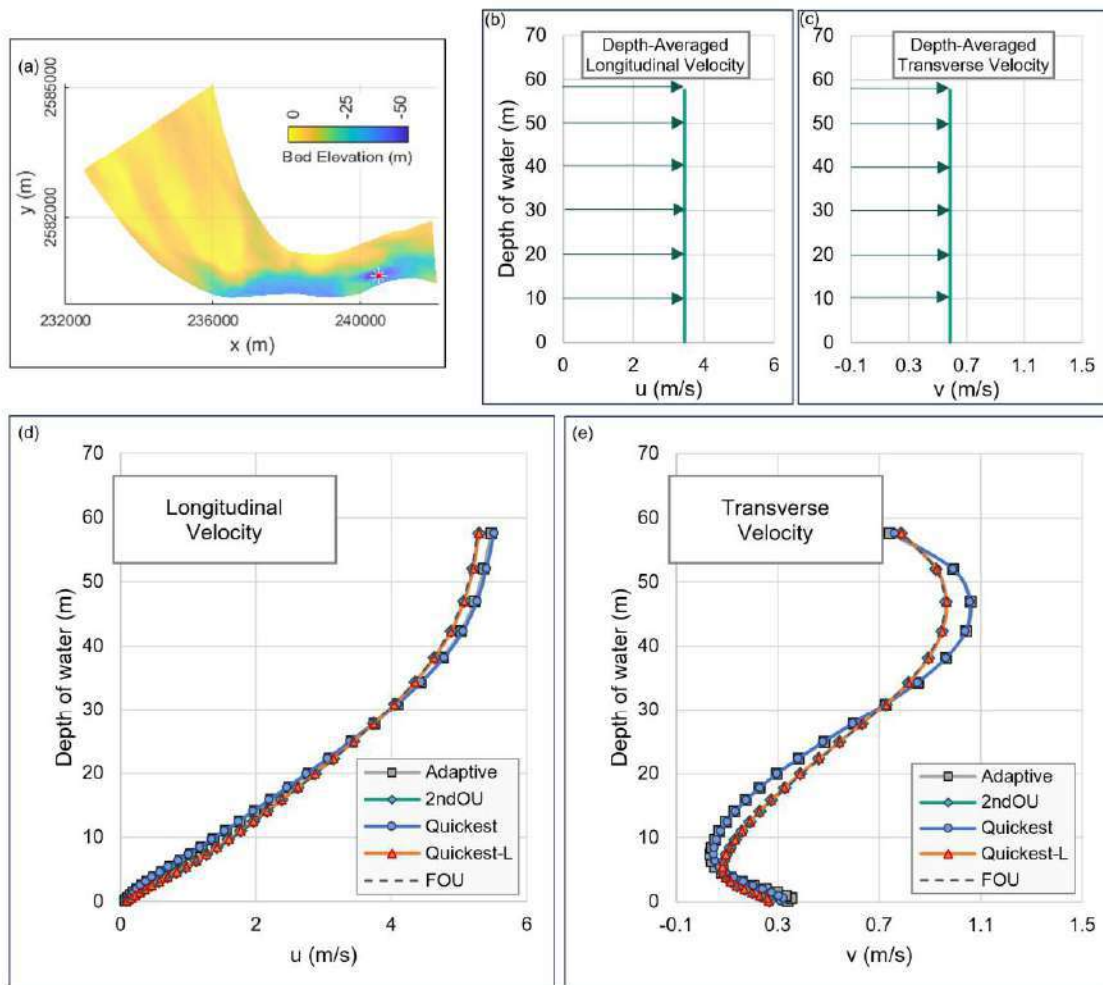 (a)
2585000
2582000
y (m)
0
-25
-50
Bed Elevation (m)
232000
236000
240000
x (m)
(b)
Depth-Averaged
Longitudinal Velocity
70
60
50
40
30
20
10
0
Depth of water (m)
0
2
4
6
u (m/s)
(c)
Depth-Averaged
Transverse Velocity
70
60
50
40
30
20
10
0
-0.1
0.3
0.7
1.1
1.5
v (m/s)
(d)
Longitudinal
Velocity
70
60
50
40
30
20
10
0
Depth of water (m)
Adaptive
2ndOU
Quickest
Quickest-L
FOU
0
2
4
6
u (m/s)
(e)
Transverse
Velocity
70
60
50
40
30
20
10
0
Depth of water (m)
Adaptive
2ndOU
Quickest
Quickest-L
FOU
-0.1
0.3
0.7
1.1
1.5
v (m/s)